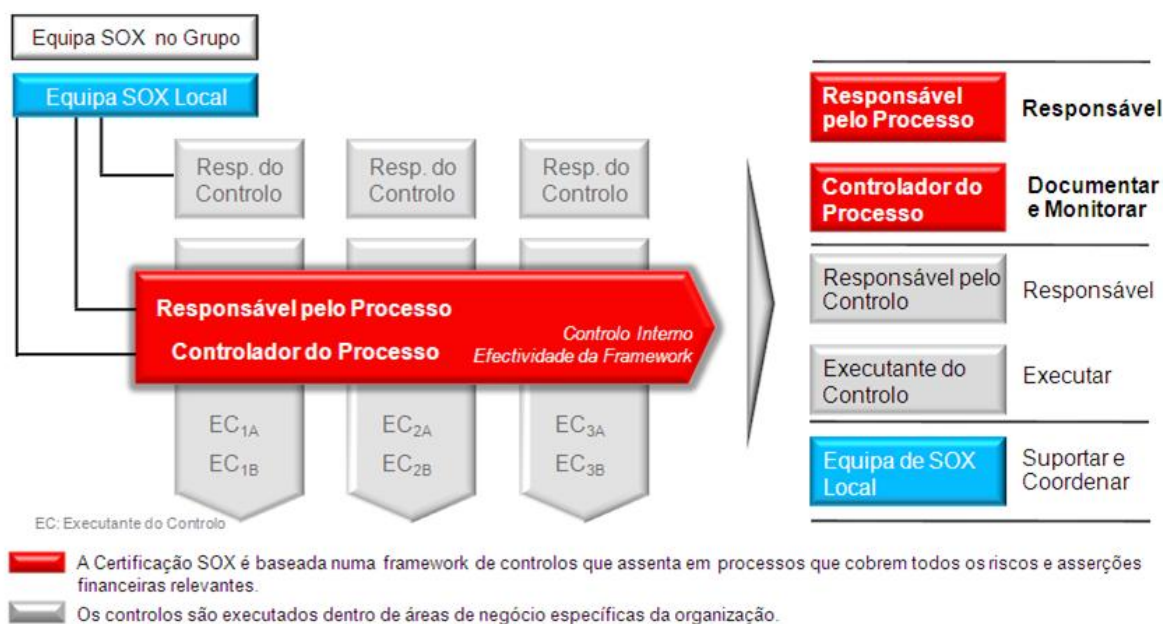 Equipa SOX no Grupo
Equipa SOX Local
Resp. do
Controlo
Resp. do
Controlo
Resp. do
Controlo
Responsável pelo Processo
Controlador do Processo
Controlo Interno
Efectividade da Framework
EC1A
EC1B
EC2A
EC2B
EC3A
EC3B
EC: Executante do Controlo
Responsável
pelo Processo
Responsável
Controlador do
Processo
Documentar
e Monitorar
Responsável pelo
Controlo
Responsável
Executante do
Controlo
Executar
Equipa de SOX
Local
Suportar e
Coordenar
A Certificação SOX é baseada numa framework de controlos que assenta em processos que cobrem todos os riscos e asserções
financeiras relevantes.
Os controlos são executados dentro de áreas de negócio específicas da organização.